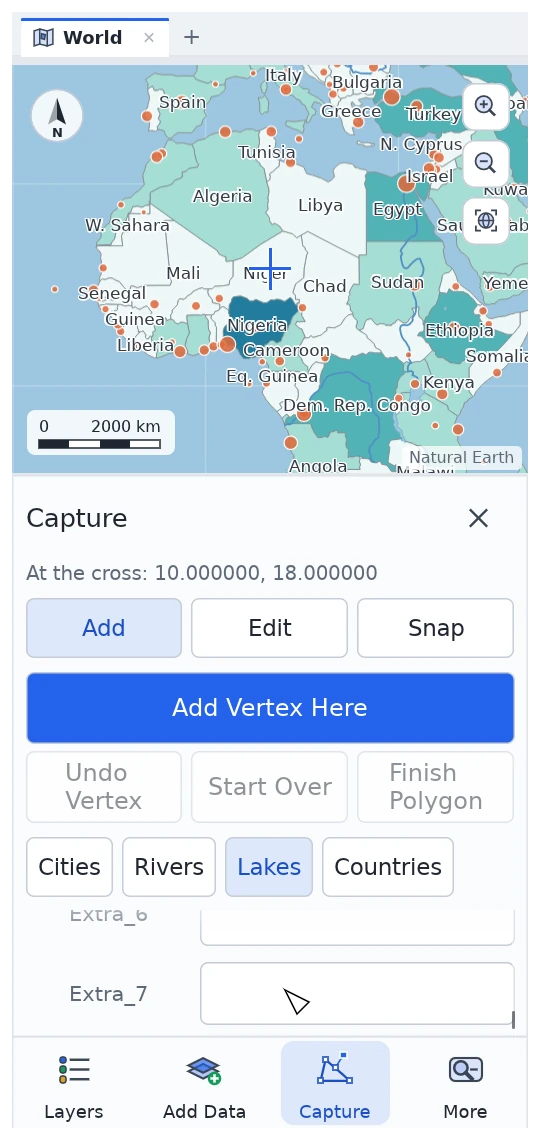 World × +
Italy
Bulgaria
Spain
Greece
Turkey
N. Cyprus
Tunisia
Israel
Algeria
Libya
Egypt
W. Sahara
Niger
Mali
Chad
Sudan
Senegal
Guinea
Nigeria
Ethiopia
Liberia
Cameroon
Somalia
Eq. Guinea
Kenya
Dem. Rep. Congo
N
0 2000 km
Natural Earth
Angola
Malawi
Capture
At the cross: 10.000000, 18.000000
Add Edit Snap
Add Vertex Here
Undo
Vertex
Start Over
Finish
Polygon
Cities Rivers Lakes Countries
Extra_6
Extra_7
Layers Add Data Capture More